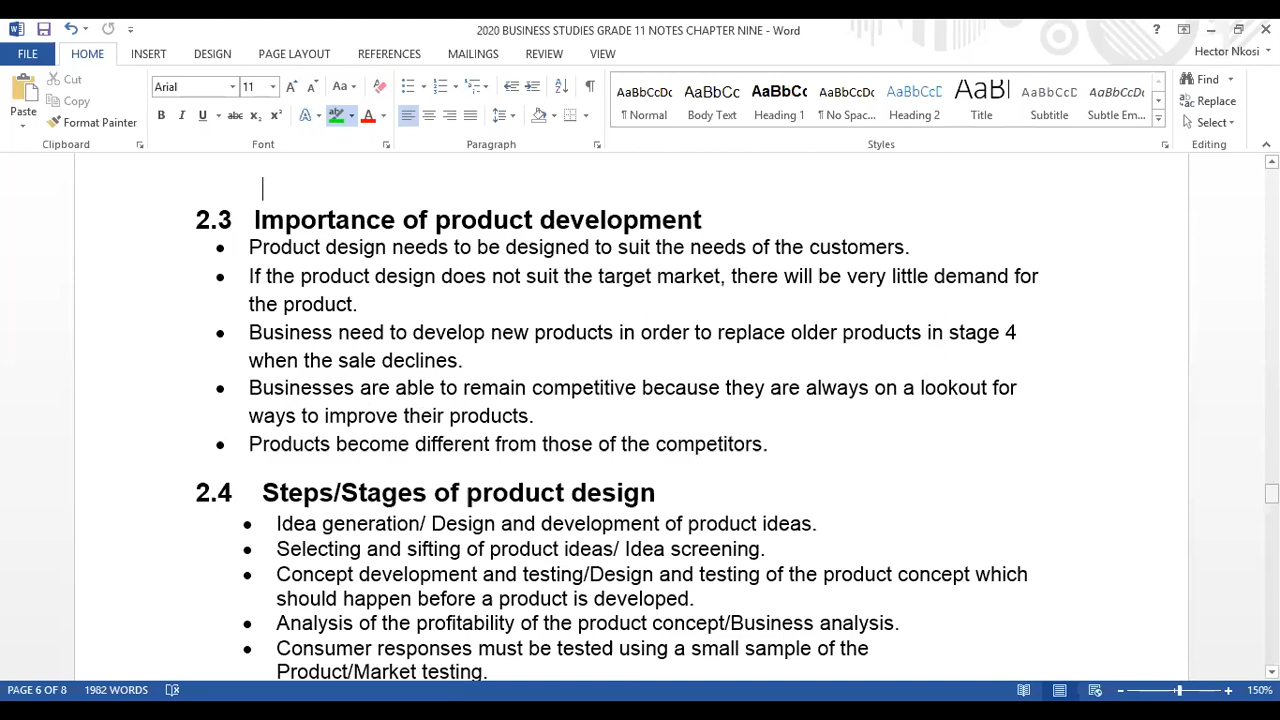 2020 BUSINESS STUDIES GRADE 11 NOTES CHAPTER NINE - Word
FILE HOME INSERT DESIGN PAGE LAYOUT REFERENCES MAILINGS REVIEW VIEW Hector Nkosi
Paste
Cut
Copy
Format Painter
Clipboard
Arial 11
Font
Paragraph
AaBbCcDc AaBbCc AaBbCc AaBbCcDc AaBbCcD AaBl AaBbCcD AaBbCcDc
¶ Normal Body Text Heading 1 ¶ No Spac... Heading 2 Title Subtitle Subtle Em...
Styles
Find
Replace
Select
Editing
2.3 Importance of product development
• Product design needs to be designed to suit the needs of the customers.
• If the product design does not suit the target market, there will be very little demand for
the product.
• Business need to develop new products in order to replace older products in stage 4
when the sale declines.
• Businesses are able to remain competitive because they are always on a lookout for
ways to improve their products.
• Products become different from those of the competitors.
2.4 Steps/Stages of product design
• Idea generation/ Design and development of product ideas.
• Selecting and sifting of product ideas/ Idea screening.
• Concept development and testing/Design and testing of the product concept which
should happen before a product is developed.
• Analysis of the profitability of the product concept/Business analysis.
• Consumer responses must be tested using a small sample of the
Product/Market testing.
PAGE 6 OF 8 1982 WORDS 150%